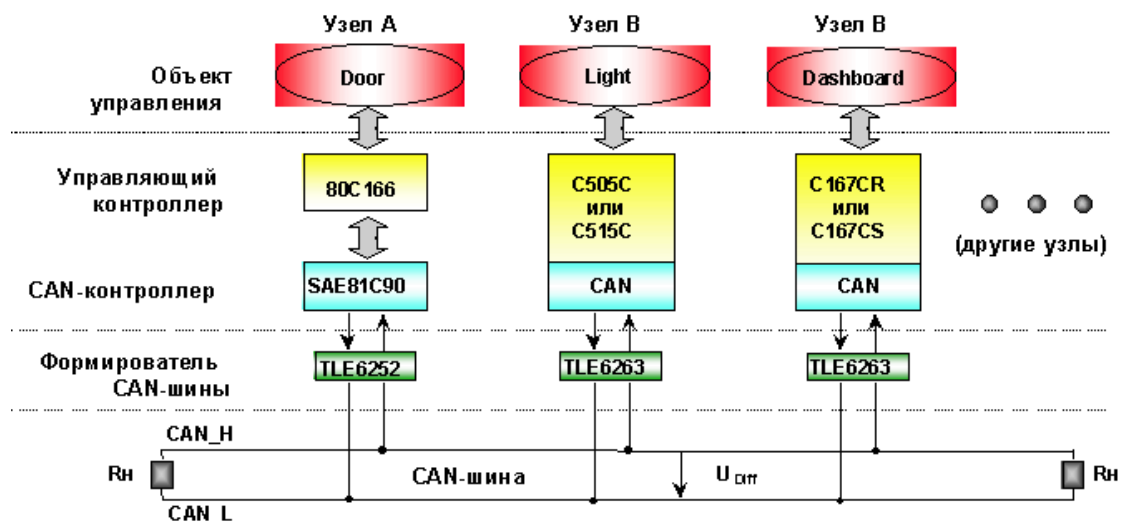 Узел А
Узел В
Узел В
Объект
управления
Door
Light
Dashboard
Управляющий
контроллер
80C166
C505C
или
C515C
C167CR
или
C167CS
(другие узлы)
CAN-контроллер
SAE81C90
CAN
CAN
Формирователь
CAN-шины
TLE6252
TLE6263
TLE6263
CAN_H
Rн
CAN-шина
U Diff
Rн
CAN_L